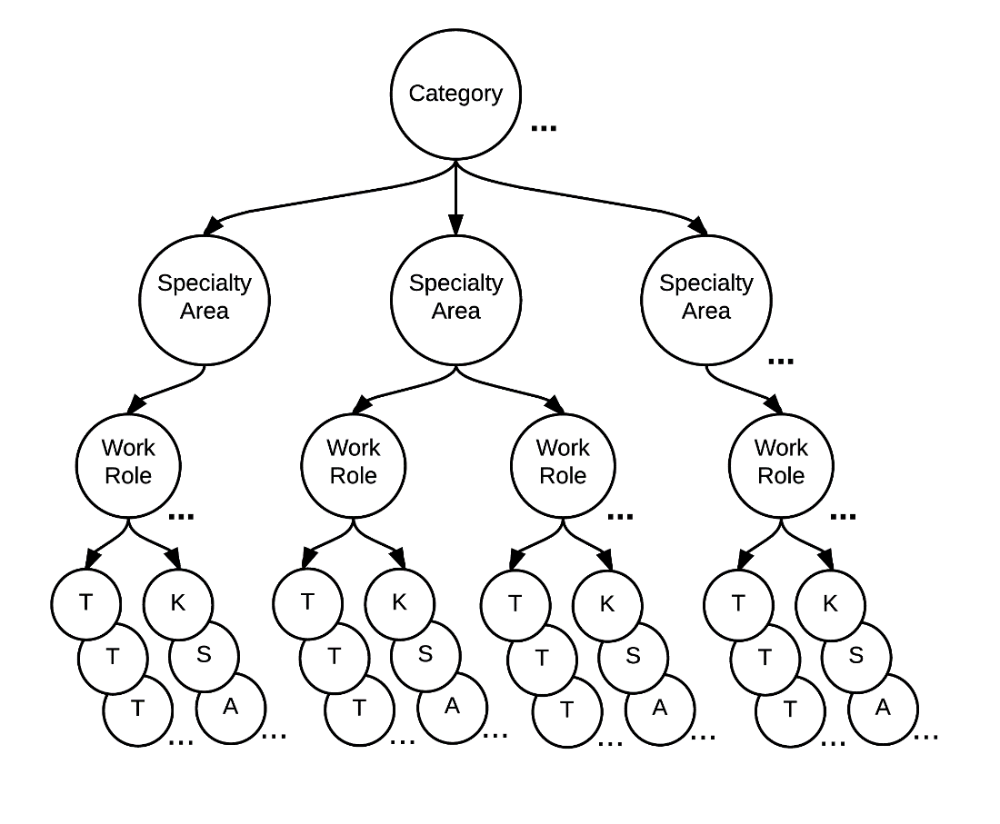 Category
...
Specialty
Area
Specialty
Area
Specialty
Area
...
Work
Role
...
Work
Role
Work
Role
...
Work
Role
...
T K T K T K T K
T S T S T S T S
T A T A T A T A
... ... ... ... ... ... ... ...